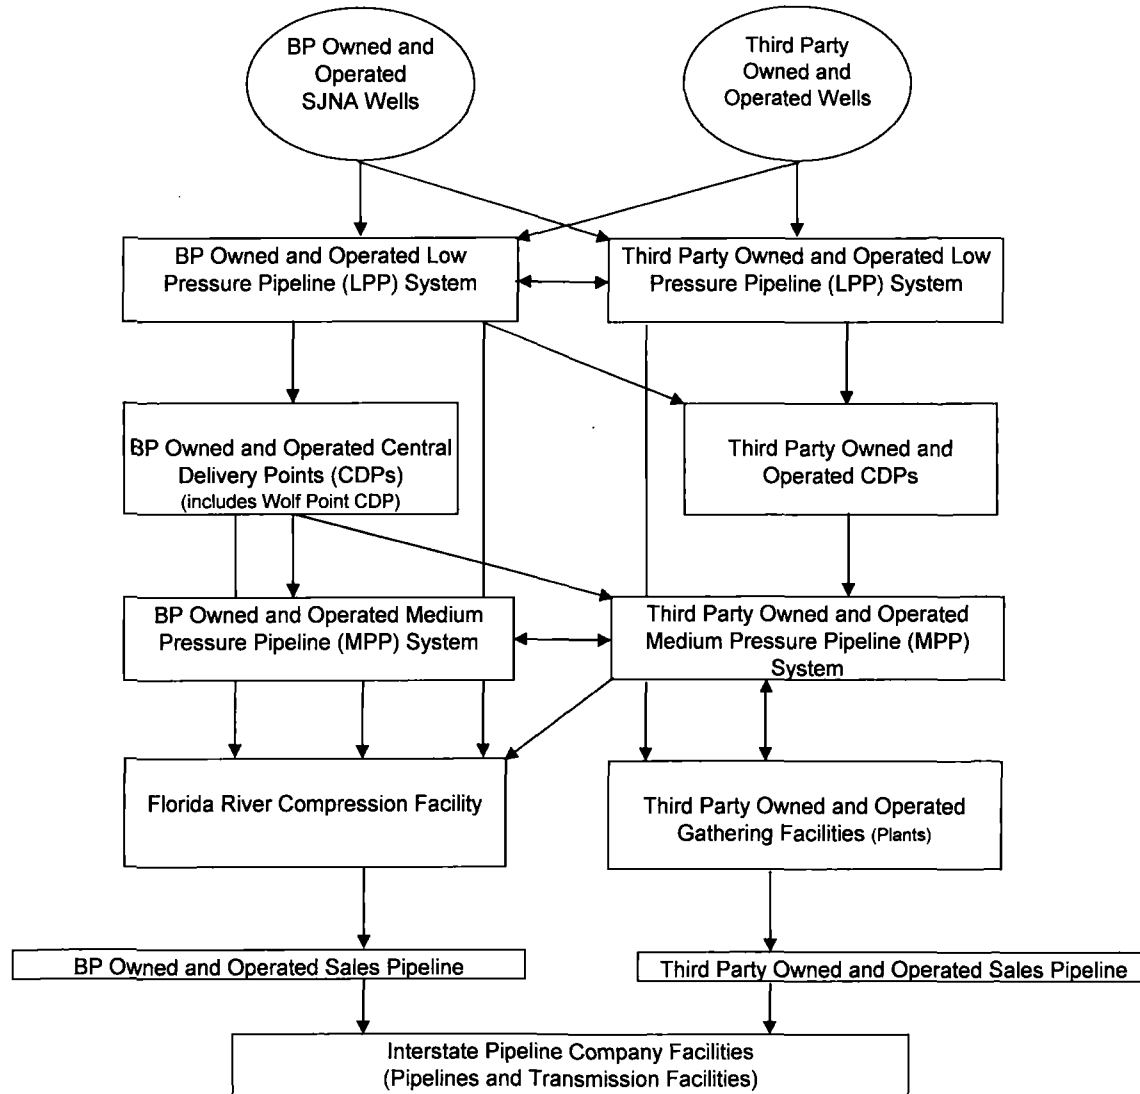 BP Owned and
Operated
SJNA Wells
Third Party
Owned and
Operated Wells
BP Owned and Operated Low
Pressure Pipeline (LPP) System
Third Party Owned and Operated Low
Pressure Pipeline (LPP) System
BP Owned and Operated Central
Delivery Points (CDPs)
(includes Wolf Point CDP)
Third Party Owned and
Operated CDPs
BP Owned and Operated Medium
Pressure Pipeline (MPP) System
Third Party Owned and Operated
Medium Pressure Pipeline (MPP)
System
Florida River Compression Facility
Third Party Owned and Operated
Gathering Facilities (Plants)
BP Owned and Operated Sales Pipeline
Third Party Owned and Operated Sales Pipeline
Interstate Pipeline Company Facilities
(Pipelines and Transmission Facilities)